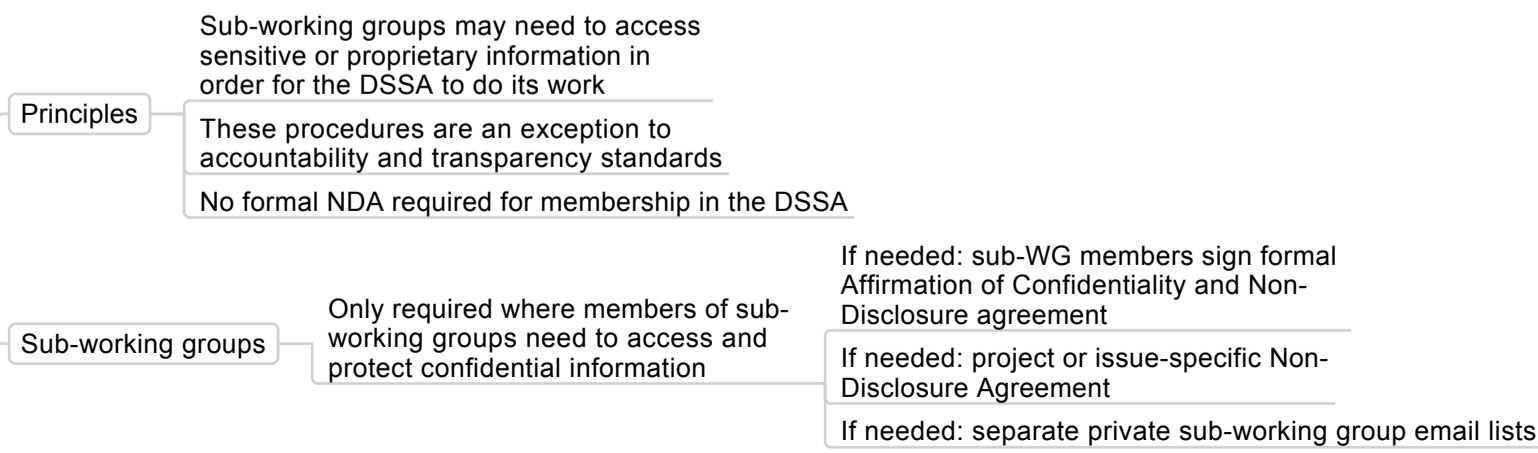 Principles
Sub-working groups may need to access
sensitive or proprietary information in
order for the DSSA to do its work
These procedures are an exception to
accountability and transparency standards
No formal NDA required for membership in the DSSA
Sub-working groups
Only required where members of sub-
working groups need to access and
protect confidential information
If needed: sub-WG members sign formal
Affirmation of Confidentiality and Non-
Disclosure agreement
If needed: project or issue-specific Non-
Disclosure Agreement
If needed: separate private sub-working group email lists